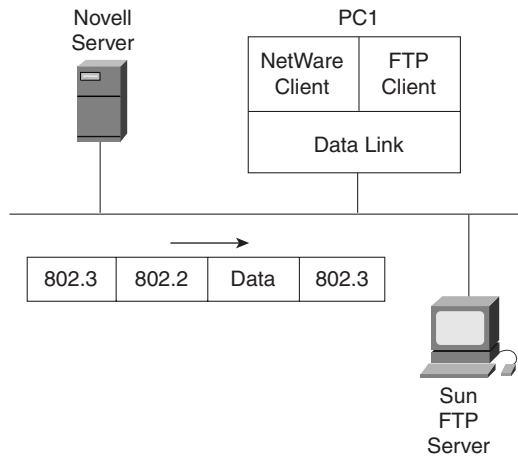 Novell
Server
PC1
NetWare
Client
FTP
Client
Data Link
802.3
802.2
Data
802.3
Sun
FTP
Server